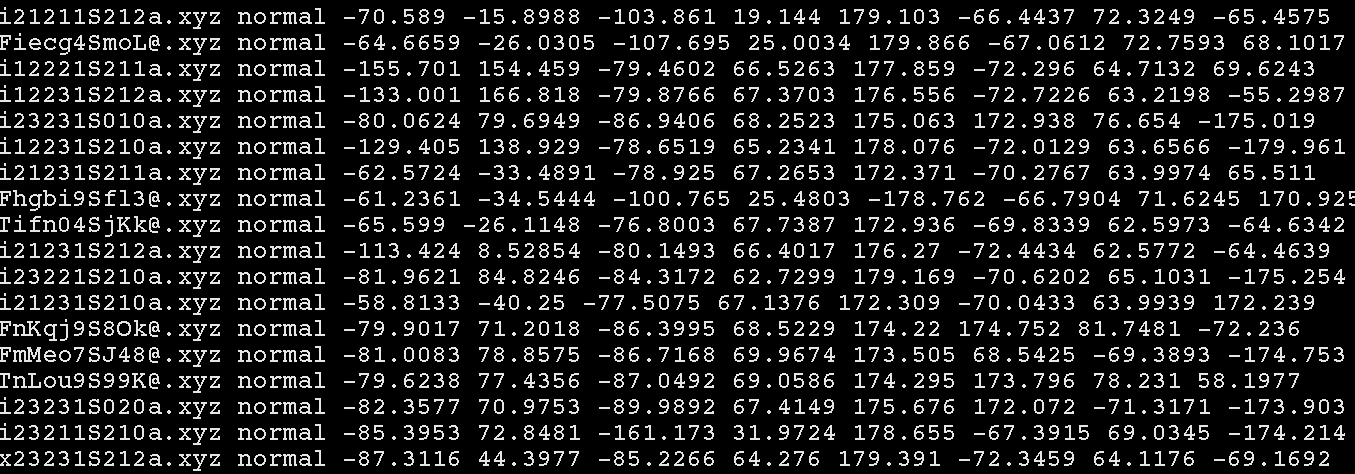 i21211S212a.xyz normal -70.589 -15.8988 -103.861 19.144 179.103 -66.4437 72.3249 -65.4575
Fiecg4SmoL@.xyz normal -64.6659 -26.0305 -107.695 25.0034 179.866 -67.0612 72.7593 68.1017
i12221S211a.xyz normal -155.701 154.459 -79.4602 66.5263 177.859 -72.296 64.7132 69.6243
i12231S212a.xyz normal -133.001 166.818 -79.8766 67.3703 176.556 -72.7226 63.2198 -55.2987
i23231S010a.xyz normal -80.0624 79.6949 -86.9406 68.2523 175.063 172.938 76.654 -175.019
i12231S210a.xyz normal -129.405 138.929 -78.6519 65.2341 178.076 -72.0129 63.6566 -179.961
i21231S211a.xyz normal -62.5724 -33.4891 -78.925 67.2653 172.371 -70.2767 63.9974 65.511
Fhgbi9Sfl3@.xyz normal -61.2361 -34.5444 -100.765 25.4803 -178.762 -66.7904 71.6245 170.925
Tifn04SjKk@.xyz normal -65.599 -26.1148 -76.8003 67.7387 172.936 -69.8339 62.5973 -64.6342
i21231S212a.xyz normal -113.424 8.52854 -80.1493 66.4017 176.27 -72.4434 62.5772 -64.4639
i23221S210a.xyz normal -81.9621 84.8246 -84.3172 62.7299 179.169 -70.6202 65.1031 -175.254
i21231S210a.xyz normal -58.8133 -40.25 -77.5075 67.1376 172.309 -70.0433 63.9939 172.239
FnKqj9S8Ok@.xyz normal -79.9017 71.2018 -86.3995 68.5229 174.22 174.752 81.7481 -72.236
FmMeo7SJ48@.xyz normal -81.0083 78.8575 -86.7168 69.9674 173.505 68.5425 -69.3893 -174.753
TnLou9S99K@.xyz normal -79.6238 77.4356 -87.0492 69.0586 174.295 173.796 78.231 58.1977
i23231S020a.xyz normal -82.3577 70.9753 -89.9892 67.4149 175.676 172.072 -71.3171 -173.903
i23211S210a.xyz normal -85.3953 72.8481 -161.173 31.9724 178.655 -67.3915 69.0345 -174.214
x23231S212a.xyz normal -87.3116 44.3977 -85.2266 64.276 179.391 -72.3459 64.1176 -69.1692